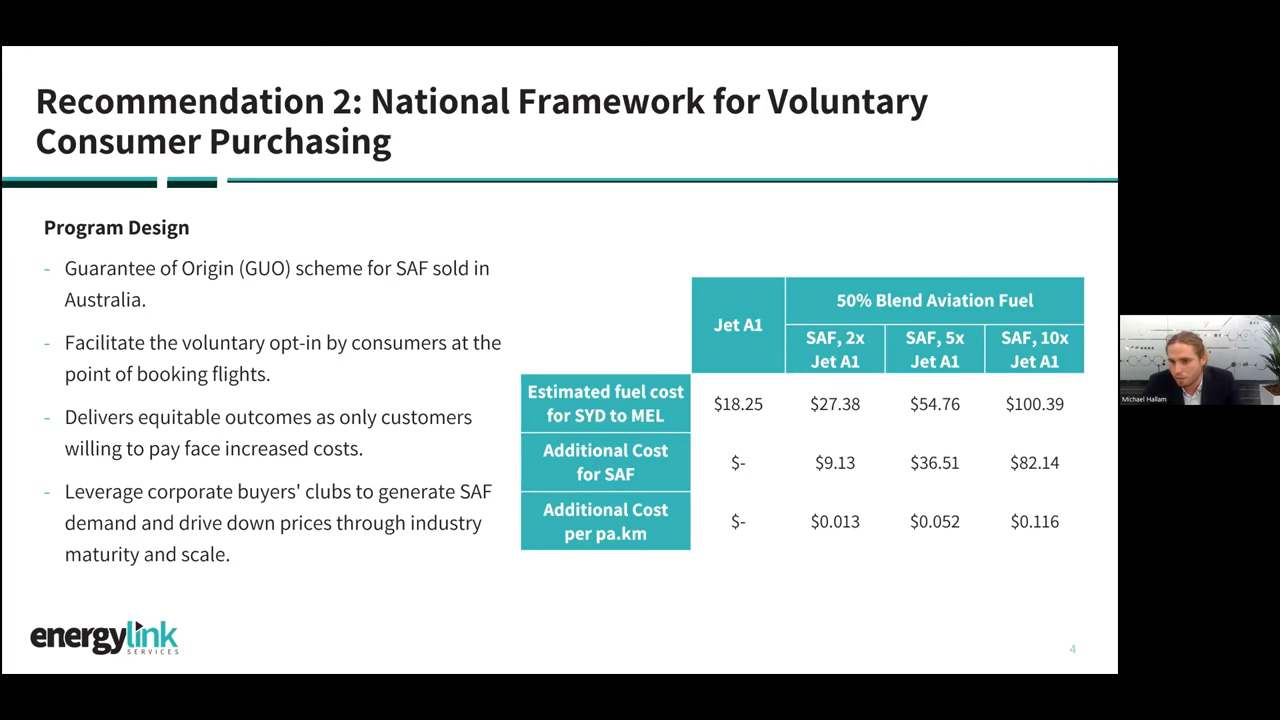 Recommendation 2: National Framework for Voluntary
Consumer Purchasing
Program Design
- Guarantee of Origin (GUO) scheme for SAF sold in
Australia.
- Facilitate the voluntary opt-in by consumers at the
point of booking flights.
- Delivers equitable outcomes as only customers
willing to pay face increased costs.
- Leverage corporate buyers' clubs to generate SAF
demand and drive down prices through industry
maturity and scale.
Jet A1
50% Blend Aviation Fuel
SAF, 2x
Jet A1
SAF, 5x
Jet A1
SAF, 10x
Jet A1
Estimated fuel cost
for SYD to MEL
$18.25
$27.38
$54.76
$100.39
Additional Cost
for SAF
$-
$9.13
$36.51
$82.14
Additional Cost
per pa.km
$-
$0.013
$0.052
$0.116
energylink
SERVICES
4
Michael Hallam